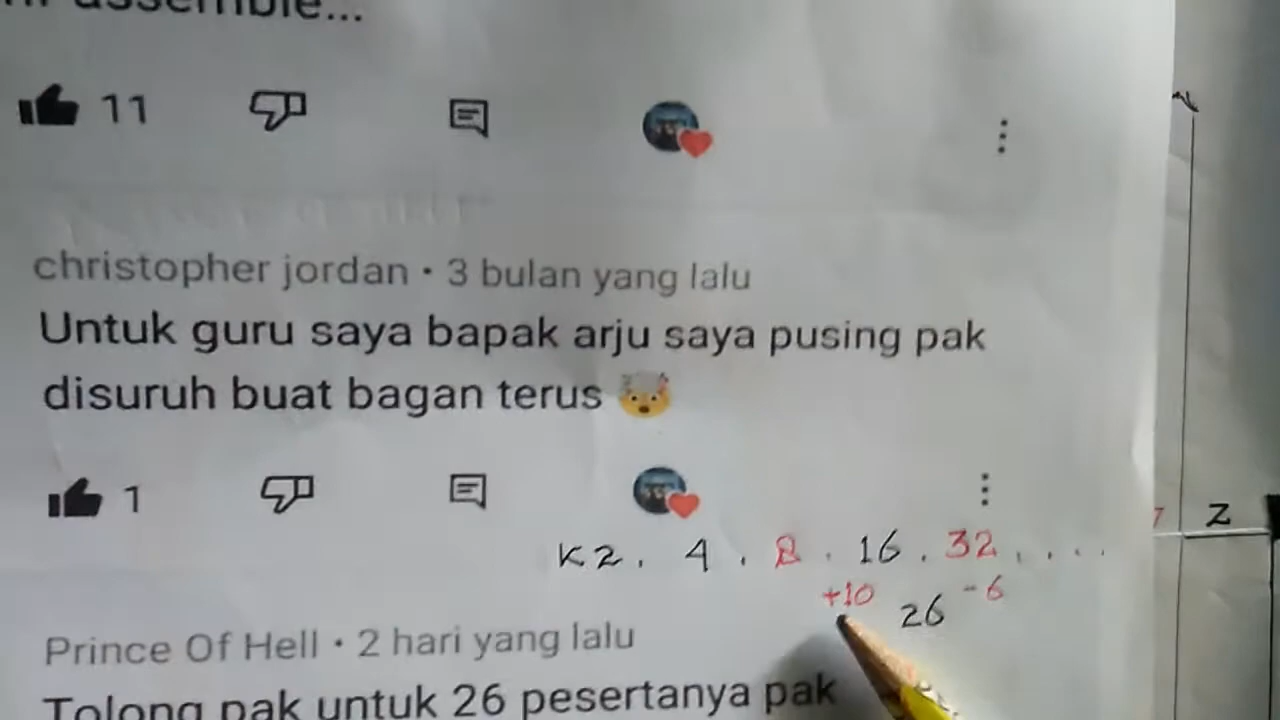 assemble...
11
christopher jordan • 3 bulan yang lalu
Untuk guru saya bapak arju saya pusing pak
disuruh buat bagan terus 🤯
1
K2. 4. 8. 16. 32. . . .
+10 26 -6
Prince Of Hell • 2 hari yang lalu
Tolong pak untuk 26 pesertanya pak